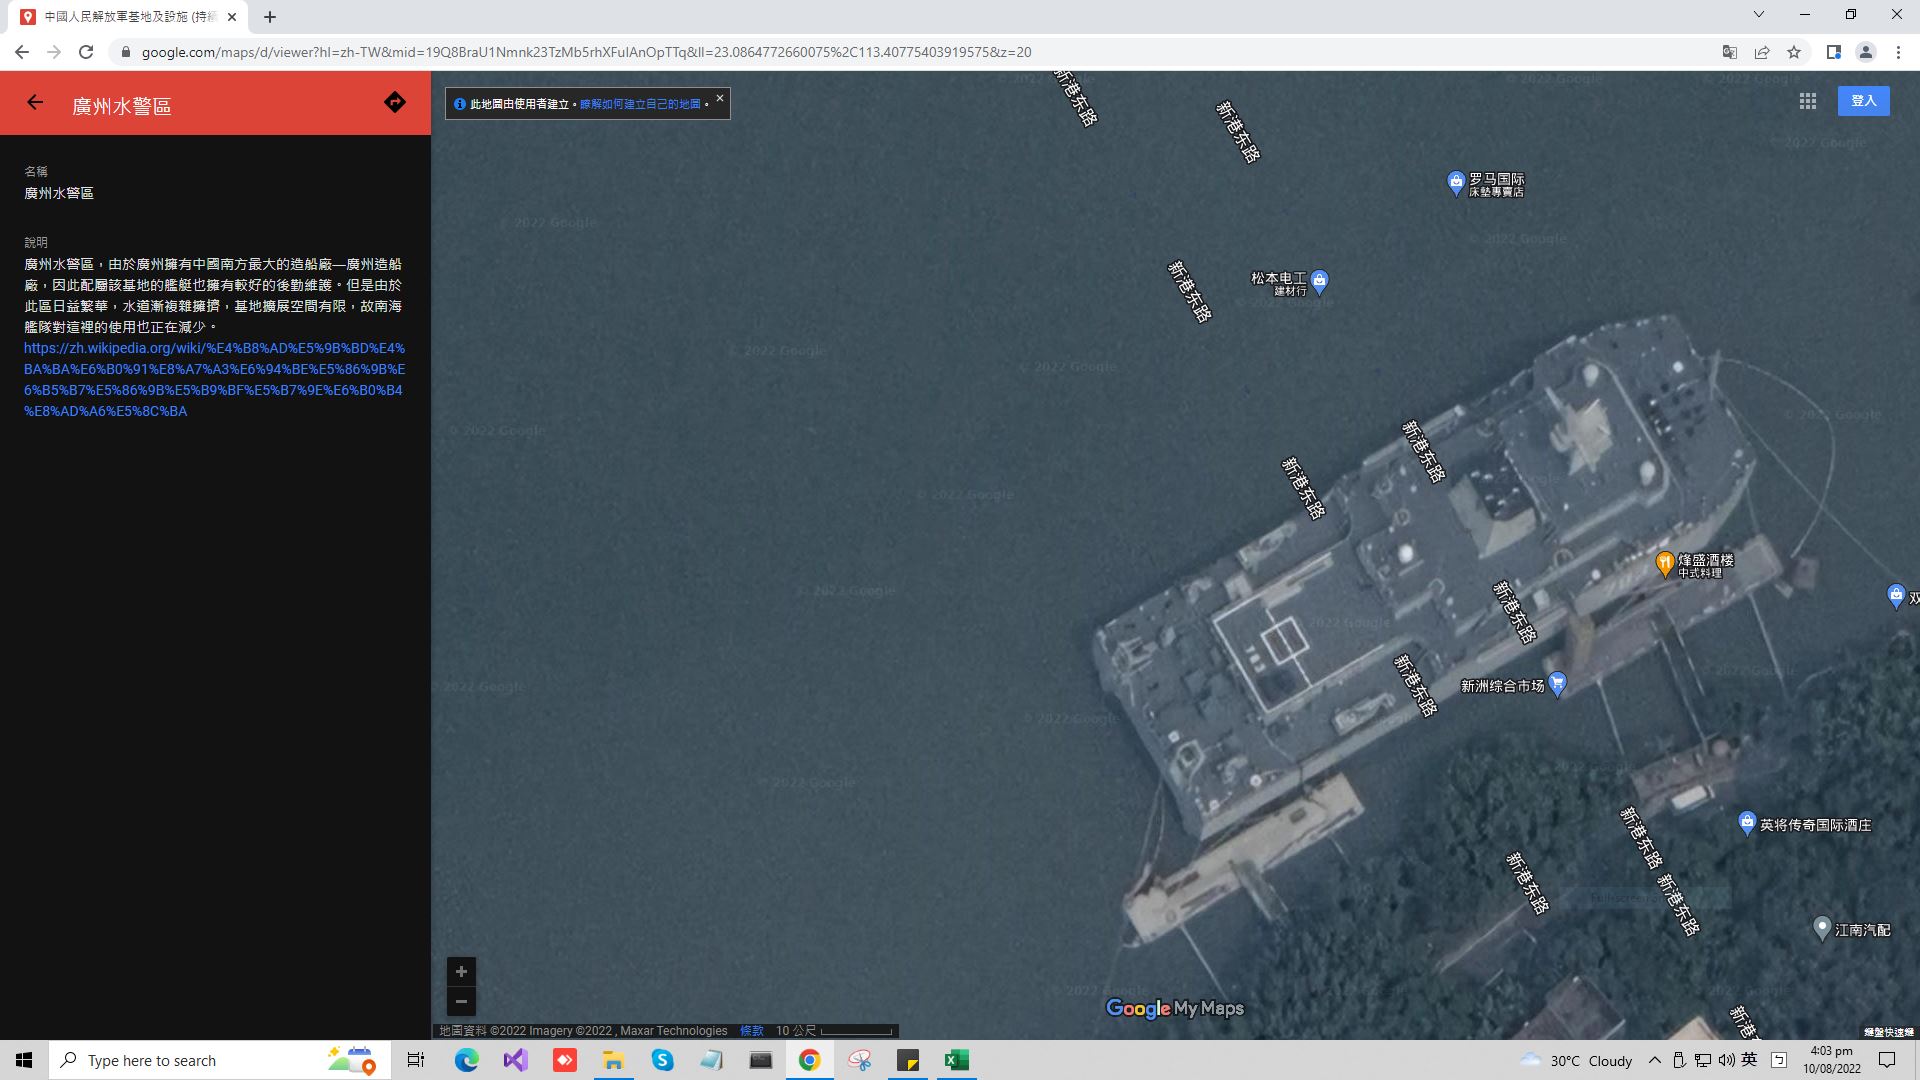 中國人民解放軍基地及設施 (持續
google.com/maps/d/viewer?hl=zh-TW&mid=19Q8BraU1Nmnk23TzMb5rhXFulAnOpTTq&ll=23.0864772660075%2C113.40775403919575&z=20
廣州水警區
名稱
廣州水警區
說明
廣州水警區，由於廣州擁有中國南方最大的造船廠—廣州造船
廠，因此配屬該基地的艦艇也擁有較好的後勤維護。但是由於
此區日益繁華，水道漸複雜擁擠，基地擴展空間有限，故南海
艦隊對這裡的使用也正在減少。
https://zh.wikipedia.org/wiki/%E4%B8%AD%E5%9B%BD%E4%
BA%BA%E6%B0%91%E8%A7%A3%E6%94%BE%E5%86%9B%E
6%B5%B7%E5%86%9B%E5%B9%BF%E5%B7%9E%E6%B0%B4
%E8%AD%A6%E5%8C%BA
此地圖由使用者建立。瞭解如何建立自己的地圖。
登入
新港东路
新港东路
罗马国际
床墊專賣店
新港东路
松本电工
建材行
新港东路
新港东路
烽盛酒楼
中式料理
双
新港东路
新港东路
新洲综合市场
新港东路
英将传奇国际酒庄
新港东路
新港东路
江南汽配
新港
© 2022 Google
Google My Maps
地圖資料 ©2022 Imagery ©2022 , Maxar Technologies
條款
10 公尺
鍵盤快速鍵
Type here to search
30°C Cloudy
英
4:03 pm
10/08/2022